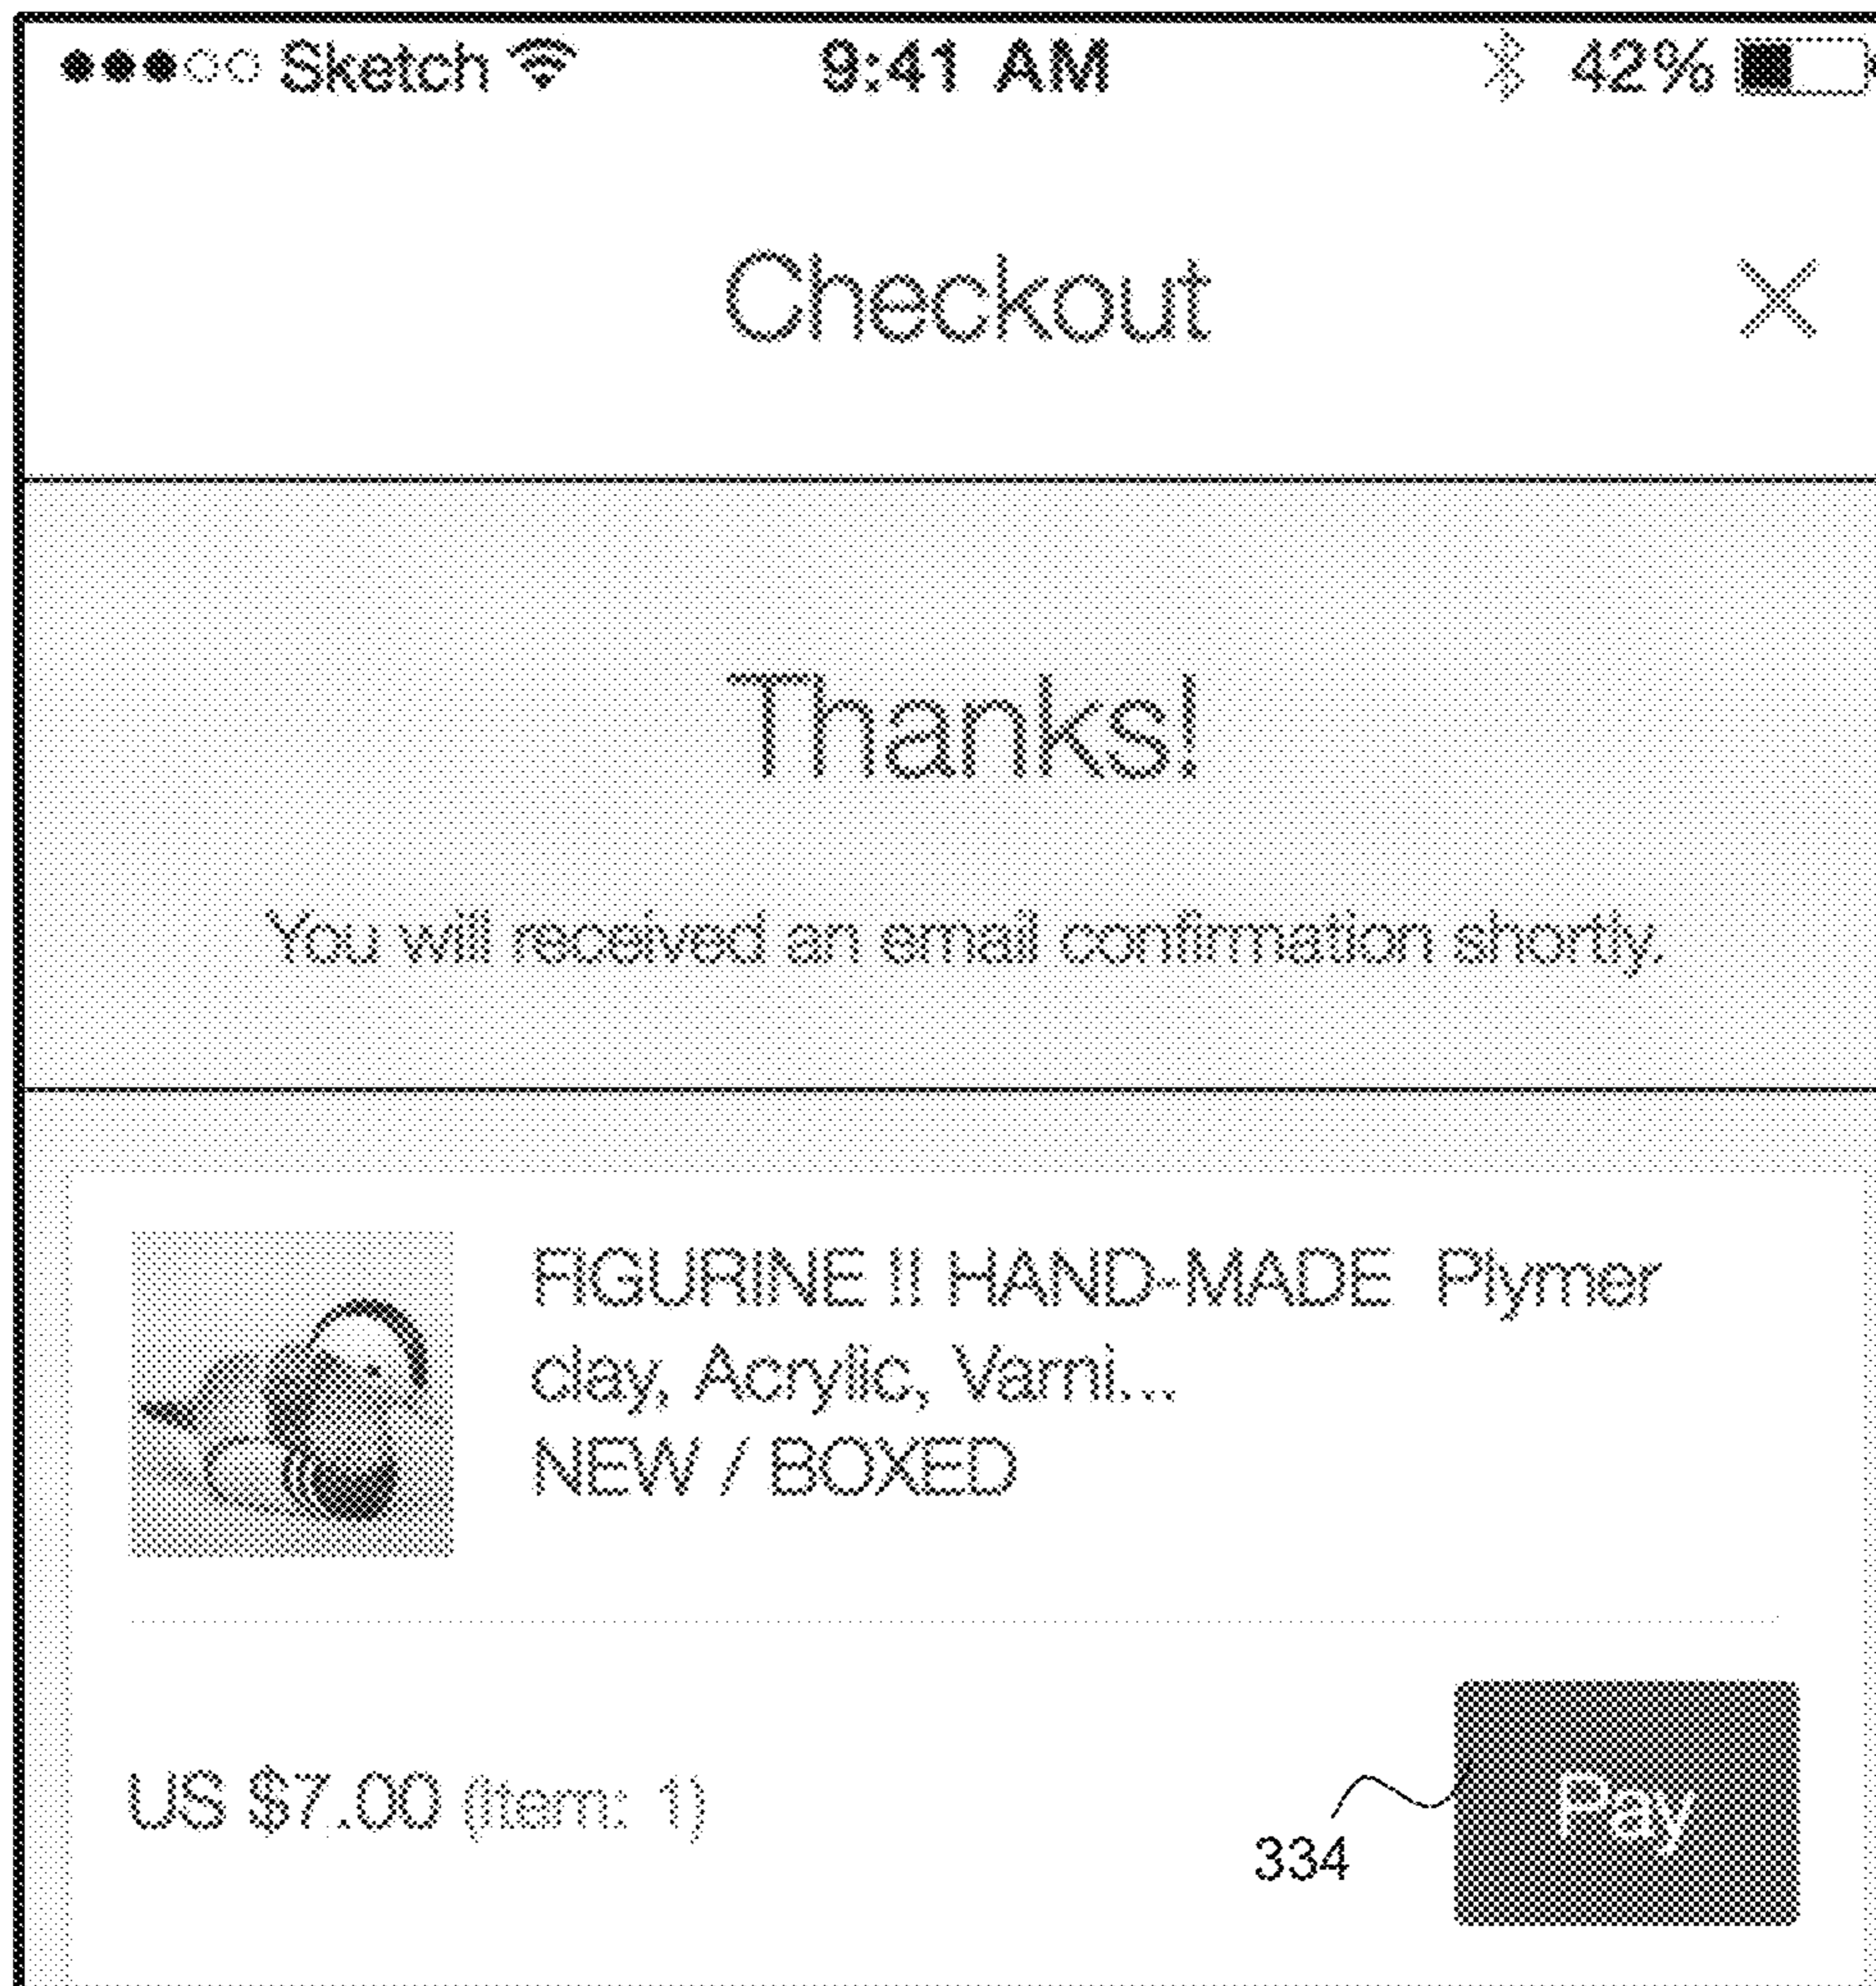 Sketch 9:41 AM 42%
Checkout
Thanks!
You will received an email confirmation shortly.
FIGURINE !! HAND-MADE Plymer
clay, Acrylic, Varni...
NEW / BOXED
US $7.00 (item: 1)
334
Pay